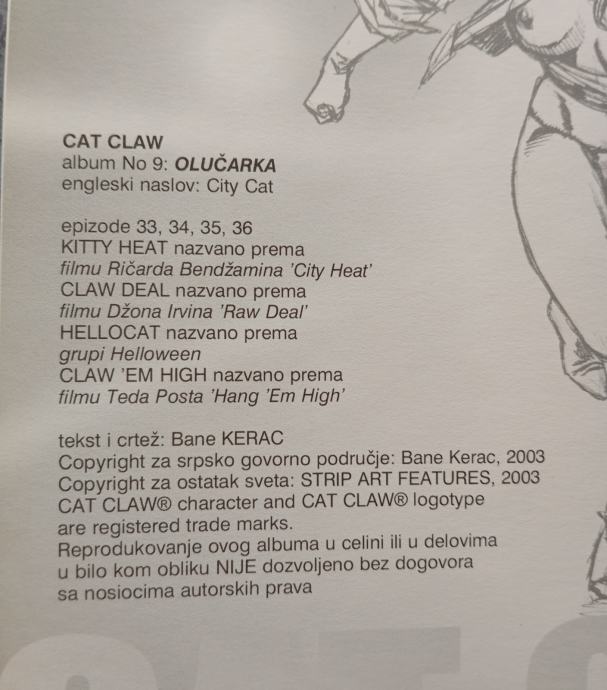 CAT CLAW
album No 9: OLUČARKA
engleski naslov: City Cat
epizode 33, 34, 35, 36
KITTY HEAT nazvano prema
filmu Ričarda Bendžamina 'City Heat'
CLAW DEAL nazvano prema
filmu Džona Irvina 'Raw Deal'
HELLOCAT nazvano prema
grupi Helloween
CLAW 'EM HIGH nazvano prema
filmu Teda Posta 'Hang 'Em High'
tekst i crtež: Bane KERAC
Copyright za srpsko govorno područje: Bane Kerac, 2003
Copyright za ostatak sveta: STRIP ART FEATURES, 2003
CAT CLAW® character and CAT CLAW® logotype
are registered trade marks.
Reprodukovanje ovog albuma u celini ili u delovima
u bilo kom obliku NIJE dozvoljeno bez dogovora
sa nosiocima autorskih prava